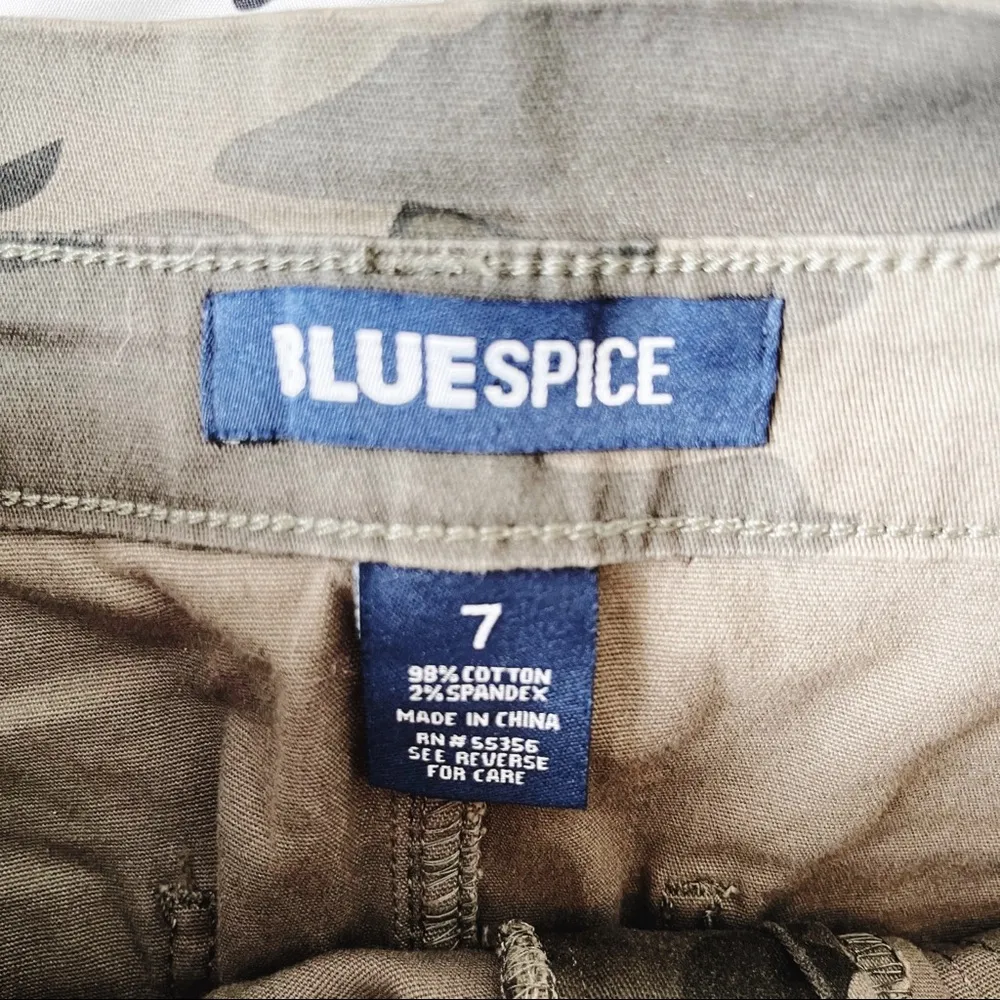 BLUESPICE
7
98% COTTON
2% SPANDEX
MADE IN CHINA
RN # 55356
SEE REVERSE
FOR CARE